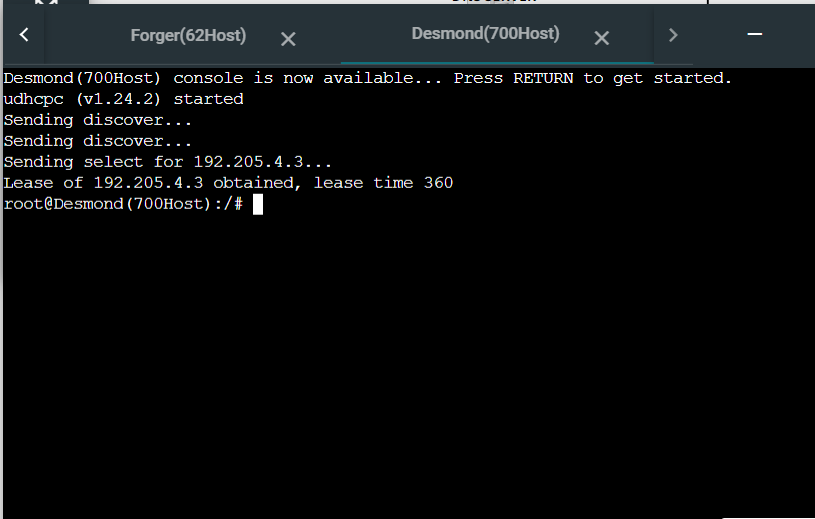 Forger(62Host)
Desmond(700Host)
Desmond(700Host) console is now available... Press RETURN to get started.
udhcpc (v1.24.2) started
Sending discover...
Sending discover...
Sending select for 192.205.4.3...
Lease of 192.205.4.3 obtained, lease time 360
root@Desmond(700Host):/#